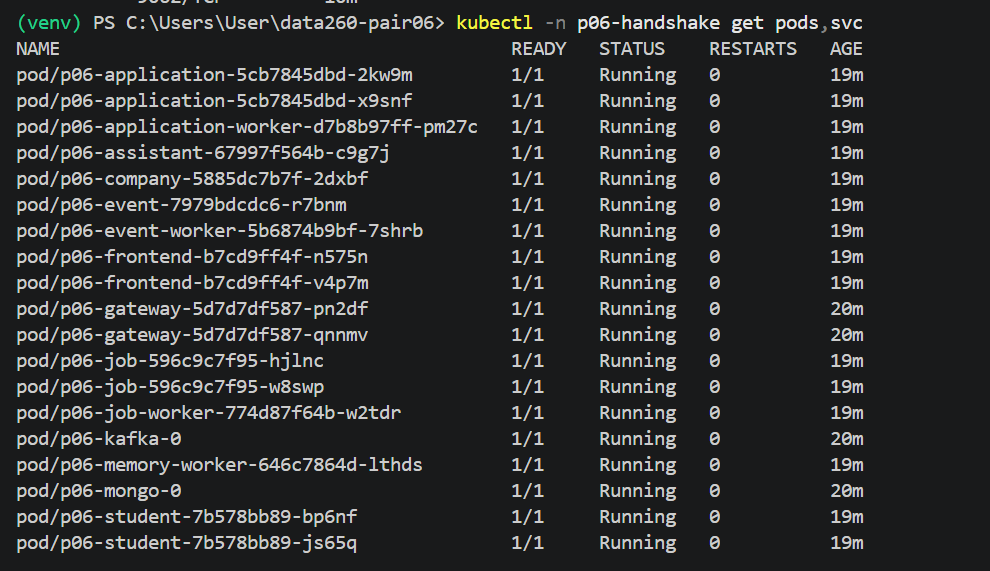 (venv) PS C:\Users\User\data260-pair06> kubectl -n p06-handshake get pods,svc
NAME READY STATUS RESTARTS AGE
pod/p06-application-5cb7845dbd-2kw9m 1/1 Running 0 19m
pod/p06-application-5cb7845dbd-x9snf 1/1 Running 0 19m
pod/p06-application-worker-d7b8b97ff-pm27c 1/1 Running 0 19m
pod/p06-assistant-67997f564b-c9g7j 1/1 Running 0 19m
pod/p06-company-5885dc7b7f-2dxbf 1/1 Running 0 19m
pod/p06-event-7979bdcdc6-r7bnm 1/1 Running 0 19m
pod/p06-event-worker-5b6874b9bf-7shrb 1/1 Running 0 19m
pod/p06-frontend-b7cd9ff4f-n575n 1/1 Running 0 19m
pod/p06-frontend-b7cd9ff4f-v4p7m 1/1 Running 0 19m
pod/p06-gateway-5d7d7df587-pn2df 1/1 Running 0 20m
pod/p06-gateway-5d7d7df587-qnnmv 1/1 Running 0 20m
pod/p06-job-596c9c7f95-hjlnc 1/1 Running 0 19m
pod/p06-job-596c9c7f95-w8swp 1/1 Running 0 19m
pod/p06-job-worker-774d87f64b-w2tdr 1/1 Running 0 19m
pod/p06-kafka-0 1/1 Running 0 20m
pod/p06-memory-worker-646c7864d-lthds 1/1 Running 0 19m
pod/p06-mongo-0 1/1 Running 0 20m
pod/p06-student-7b578bb89-bp6nf 1/1 Running 0 19m
pod/p06-student-7b578bb89-js65q 1/1 Running 0 19m